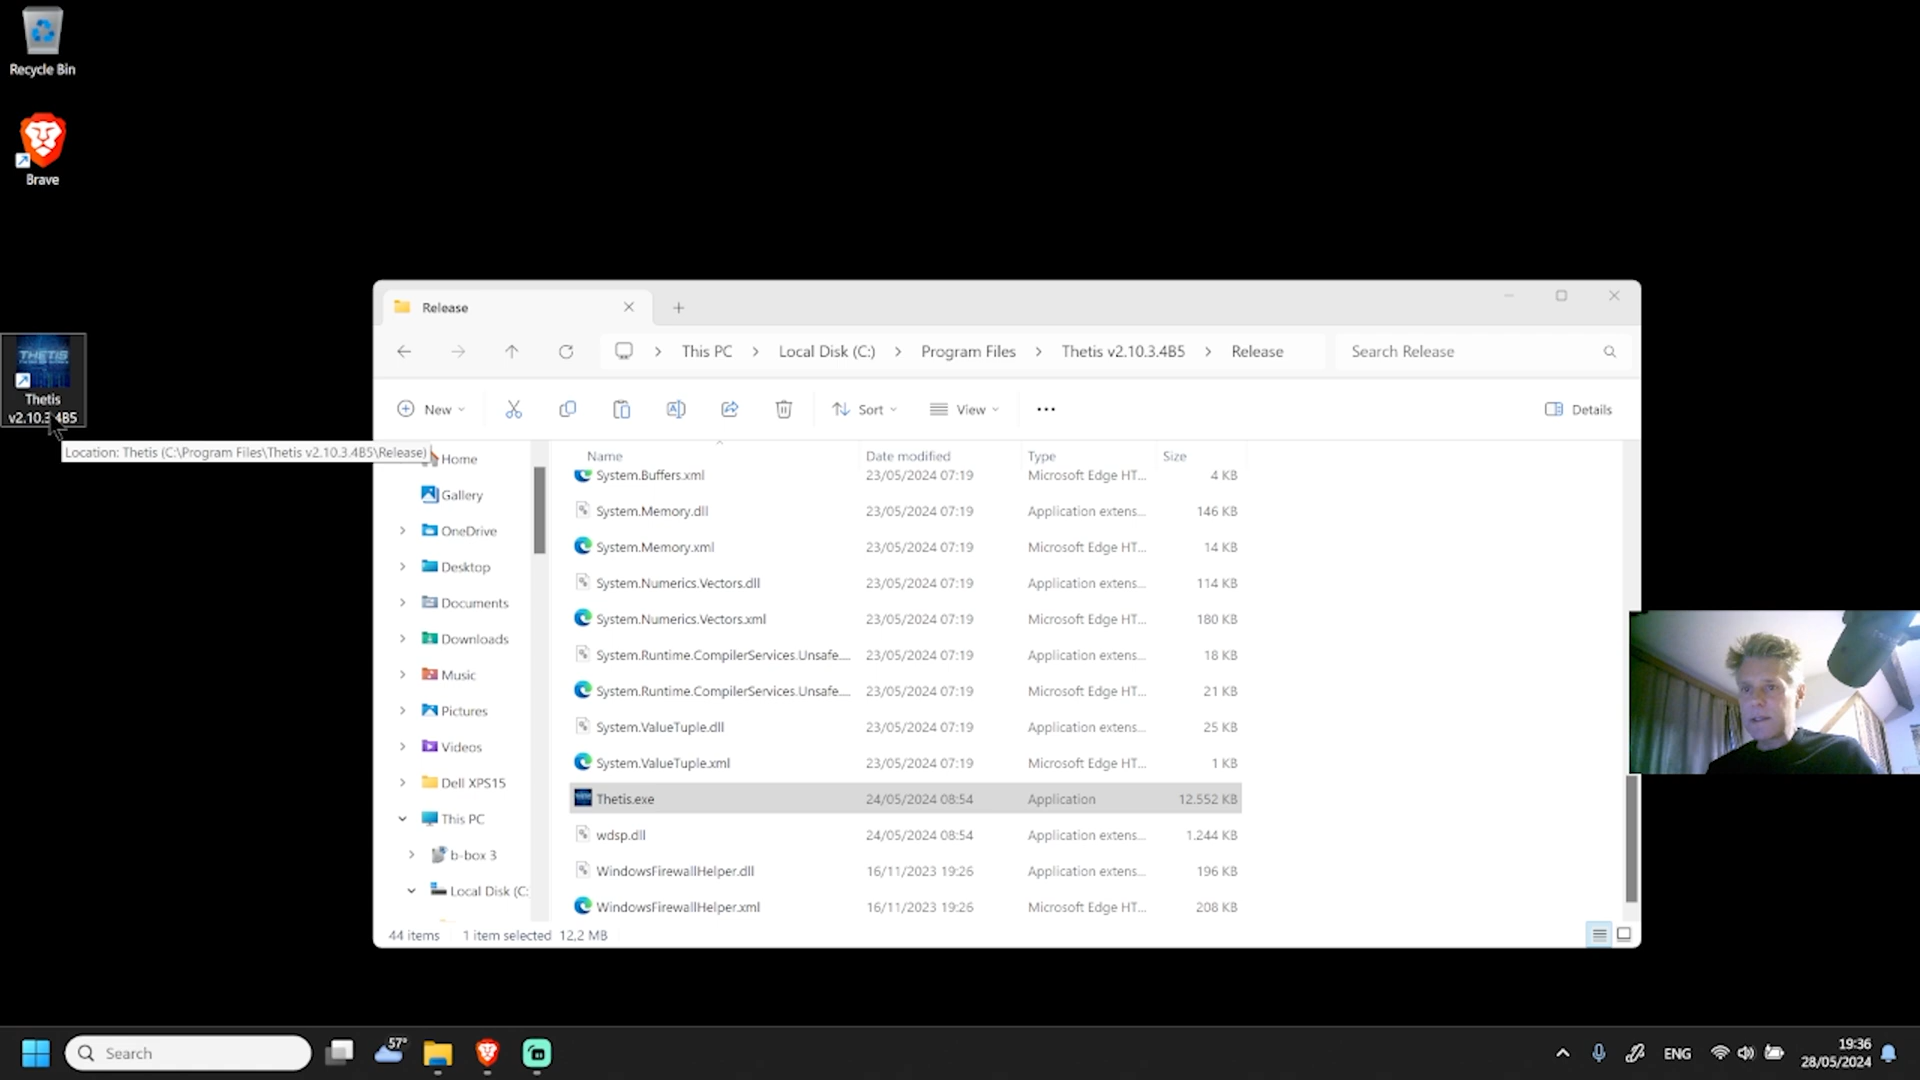 Recycle Bin
Brave
THETIS
Thetis
v2.10.3.4B5
Location: Thetis (C:\Program Files\Thetis v2.10.3.4B5\Release)
Release
This PC
Local Disk (C:)
Program Files
Thetis v2.10.3.4B5
Release
Search Release
New
Sort
View
Details
Home
Gallery
OneDrive
Desktop
Documents
Downloads
Music
Pictures
Videos
Dell XPS15
This PC
b-box 3
Local Disk (C:
Name Date modified Type Size
System.Buffers.xml 23/05/2024 07:19 Microsoft Edge HT... 4 KB
System.Memory.dll 23/05/2024 07:19 Application extens... 146 KB
System.Memory.xml 23/05/2024 07:19 Microsoft Edge HT... 14 KB
System.Numerics.Vectors.dll 23/05/2024 07:19 Application extens... 114 KB
System.Numerics.Vectors.xml 23/05/2024 07:19 Microsoft Edge HT... 180 KB
System.Runtime.CompilerServices.Unsafe.... 23/05/2024 07:19 Application extens... 18 KB
System.Runtime.CompilerServices.Unsafe.... 23/05/2024 07:19 Microsoft Edge HT... 21 KB
System.ValueTuple.dll 23/05/2024 07:19 Application extens... 25 KB
System.ValueTuple.xml 23/05/2024 07:19 Microsoft Edge HT... 1 KB
Thetis.exe 24/05/2024 08:54 Application 12.552 KB
wdsp.dll 24/05/2024 08:54 Application extens... 1.244 KB
WindowsFirewallHelper.dll 16/11/2023 19:26 Application extens... 196 KB
WindowsFirewallHelper.xml 16/11/2023 19:26 Microsoft Edge HT... 208 KB
44 items 1 item selected 12,2 MB
Search
57°
ENG
19:36
28/05/2024